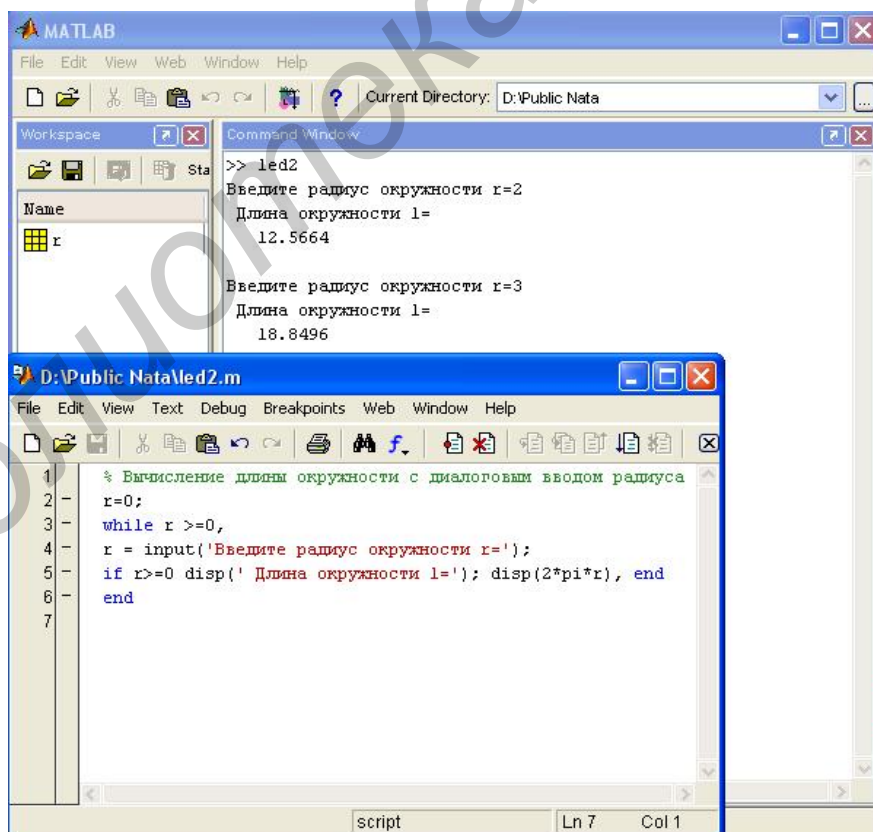 MATLAB
File Edit View Web Window Help
? Current Directory: D:\Public Nata ...
Workspace
Sta
Name
r
Command Window
>> led2
Введите радиус окружности r=2
Длина окружности l=
12.5664
Введите радиус окружности r=3
Длина окружности l=
18.8496
D:\Public Nata\led2.m
File Edit View Text Debug Breakpoints Web Window Help
1 % Вычисление длины окружности с диалоговым вводом радиуса
2 - r=0;
3 - while r >=0,
4 - r = input('Введите радиус окружности r=');
5 - if r>=0 disp(' Длина окружности l='); disp(2*pi*r), end
6 - end
7
script Ln 7 Col 1